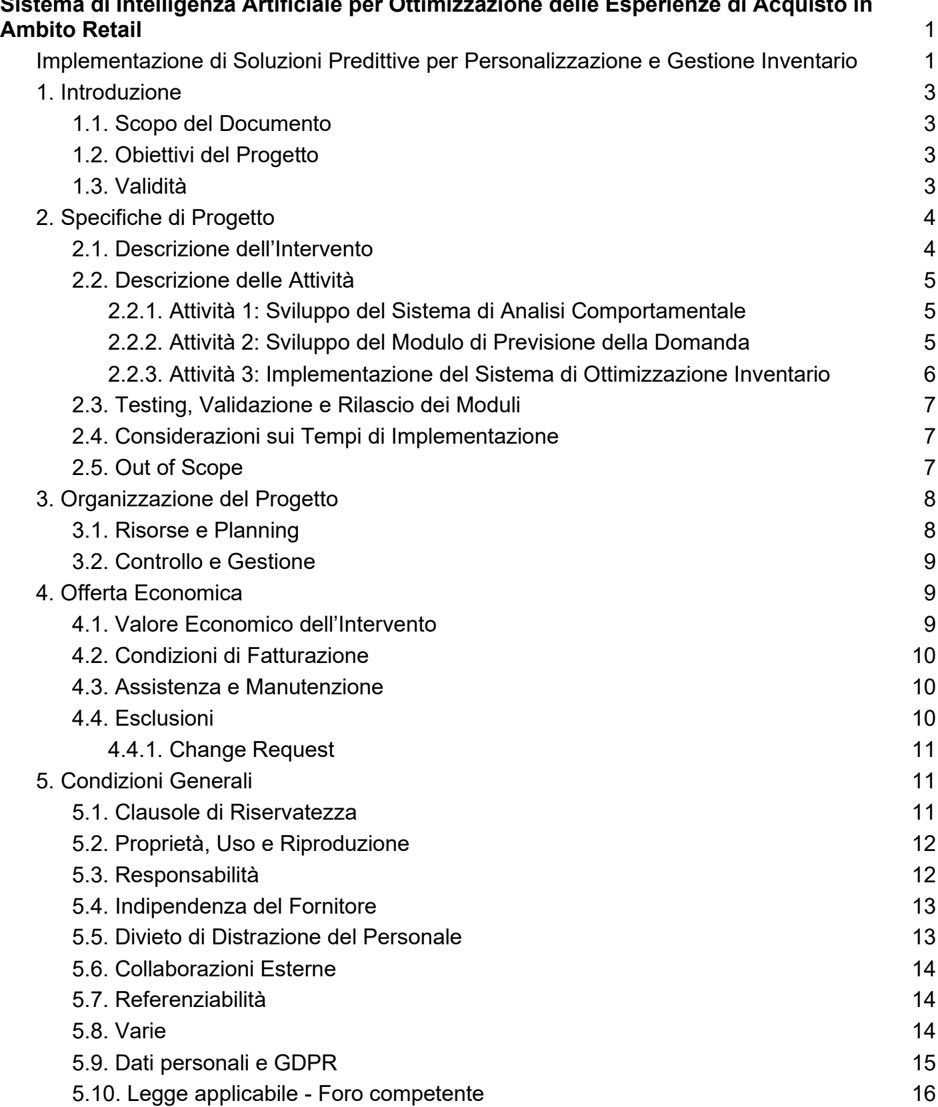 Sistema di Intelligenza Artificiale per Ottimizzazione delle Esperienze di Acquisto in
Ambito Retail 1
Implementazione di Soluzioni Predittive per Personalizzazione e Gestione Inventario 1
1. Introduzione 3
1.1. Scopo del Documento 3
1.2. Obiettivi del Progetto 3
1.3. Validità 3
2. Specifiche di Progetto 4
2.1. Descrizione dell'Intervento 4
2.2. Descrizione delle Attività 5
2.2.1. Attività 1: Sviluppo del Sistema di Analisi Comportamentale 5
2.2.2. Attività 2: Sviluppo del Modulo di Previsione della Domanda 5
2.2.3. Attività 3: Implementazione del Sistema di Ottimizzazione Inventario 6
2.3. Testing, Validazione e Rilascio dei Moduli 7
2.4. Considerazioni sui Tempi di Implementazione 7
2.5. Out of Scope 7
3. Organizzazione del Progetto 8
3.1. Risorse e Planning 8
3.2. Controllo e Gestione 9
4. Offerta Economica 9
4.1. Valore Economico dell'Intervento 9
4.2. Condizioni di Fatturazione 10
4.3. Assistenza e Manutenzione 10
4.4. Esclusioni 10
4.4.1. Change Request 11
5. Condizioni Generali 11
5.1. Clausole di Riservatezza 11
5.2. Proprietà, Uso e Riproduzione 12
5.3. Responsabilità 12
5.4. Indipendenza del Fornitore 13
5.5. Divieto di Distrazione del Personale 13
5.6. Collaborazioni Esterne 14
5.7. Referenziabilità 14
5.8. Varie 14
5.9. Dati personali e GDPR 15
5.10. Legge applicabile - Foro competente 16